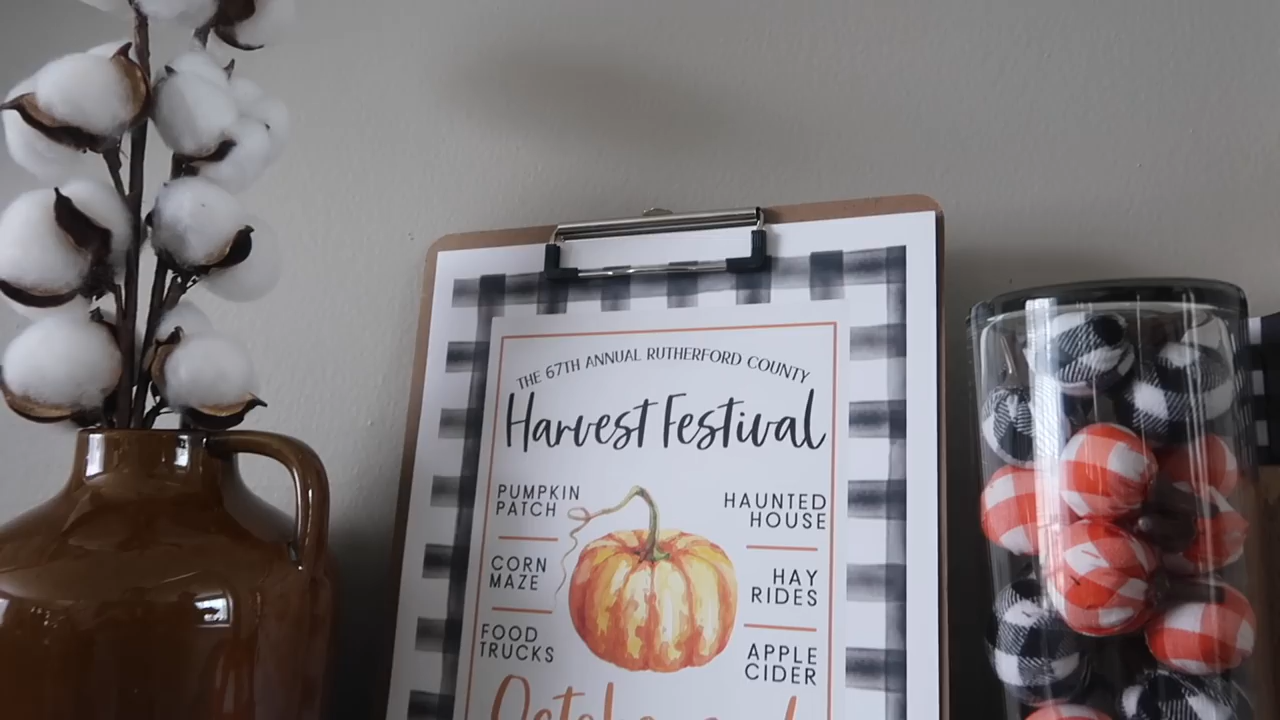 THE 67TH ANNUAL RUTHERFORD COUNTY
Harvest Festival
PUMPKIN
PATCH
CORN
MAZE
FOOD
TRUCKS
HAUNTED
HOUSE
HAY
RIDES
APPLE
CIDER